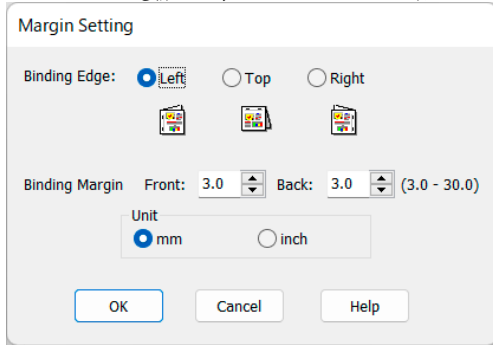 Margin Setting
Binding Edge: Left Top Right
Binding Margin Front: 3.0 Back: 3.0 (3.0 - 30.0)
Unit
mm inch
OK Cancel Help